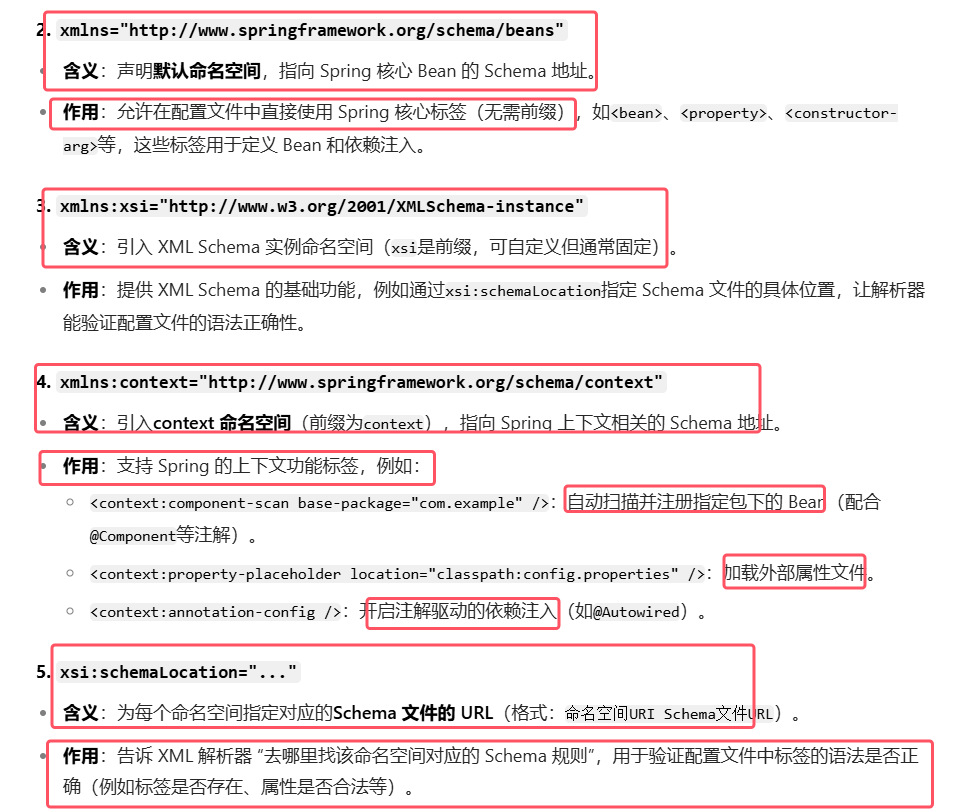 2. xmlns="http://www.springframework.org/schema/beans"
含义：声明默认命名空间，指向 Spring 核心 Bean 的 Schema 地址。
作用：允许在配置文件中直接使用 Spring 核心标签（无需前缀），如<bean>、<property>、<constructor-
arg>等，这些标签用于定义 Bean 和依赖注入。
3. xmlns:xsi="http://www.w3.org/2001/XMLSchema-instance"
含义：引入 XML Schema 实例命名空间（xsi是前缀，可自定义但通常固定）。
作用：提供 XML Schema 的基础功能，例如通过xsi:schemaLocation指定 Schema 文件的具体位置，让解析器
能验证配置文件的语法正确性。
4. xmlns:context="http://www.springframework.org/schema/context"
含义：引入context 命名空间（前缀为context），指向 Spring 上下文相关的 Schema 地址。
作用：支持 Spring 的上下文功能标签，例如：
<context:component-scan base-package="com.example" />：自动扫描并注册指定包下的 Bean（配合
@Component等注解）。
<context:property-placeholder location="classpath:config.properties" />：加载外部属性文件。
<context:annotation-config />：开启注解驱动的依赖注入（如@Autowired）。
5. xsi:schemaLocation="..."
含义：为每个命名空间指定对应的Schema 文件的 URL（格式：命名空间URI Schema文件URL）。
作用：告诉 XML 解析器 “去哪里找该命名空间对应的 Schema 规则”，用于验证配置文件中标签的语法是否正
确（例如标签是否存在、属性是否合法等）。